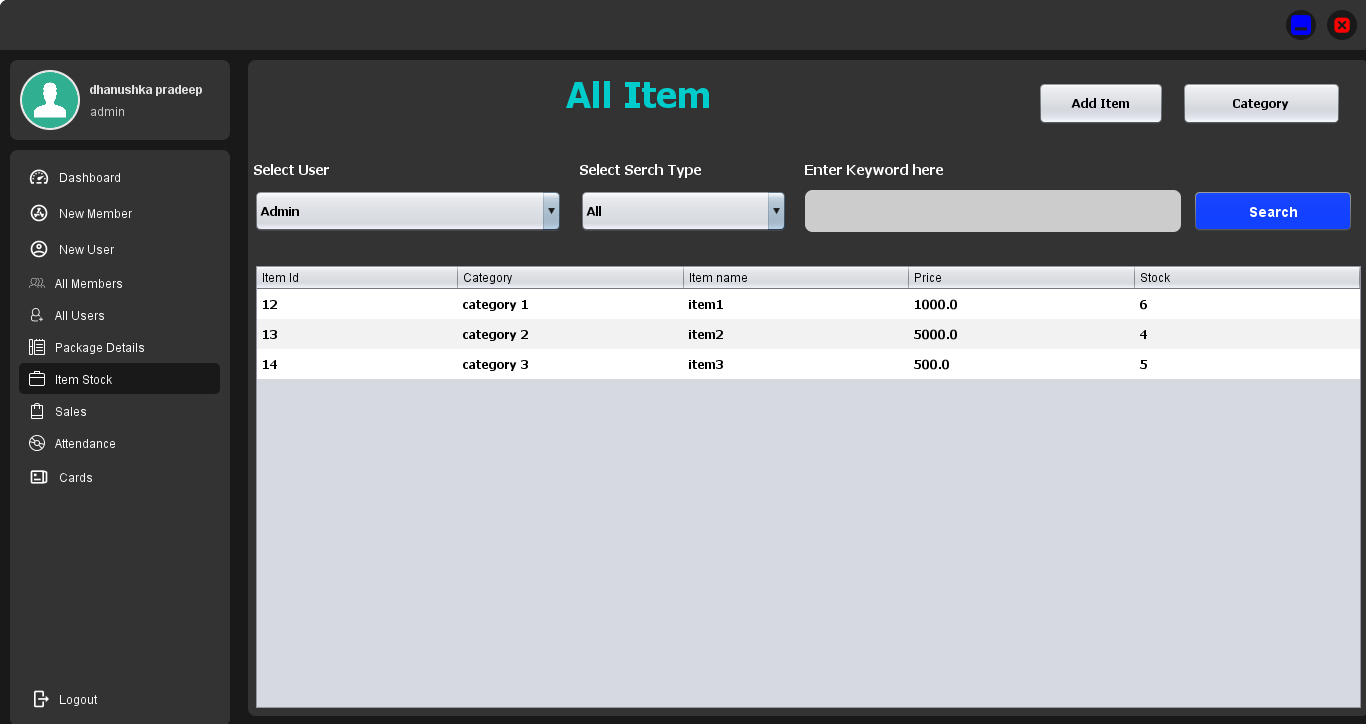 dhanushka pradeep
admin
Dashboard
New Member
New User
All Members
All Users
Package Details
Item Stock
Sales
Attendance
Cards
Logout
All Item
Add Item
Category
Select User
Select Serch Type
Enter Keyword here
Admin
All
Search
Item Id Category Item name Price Stock
12 category 1 item1 1000.0 6
13 category 2 item2 5000.0 4
14 category 3 item3 500.0 5